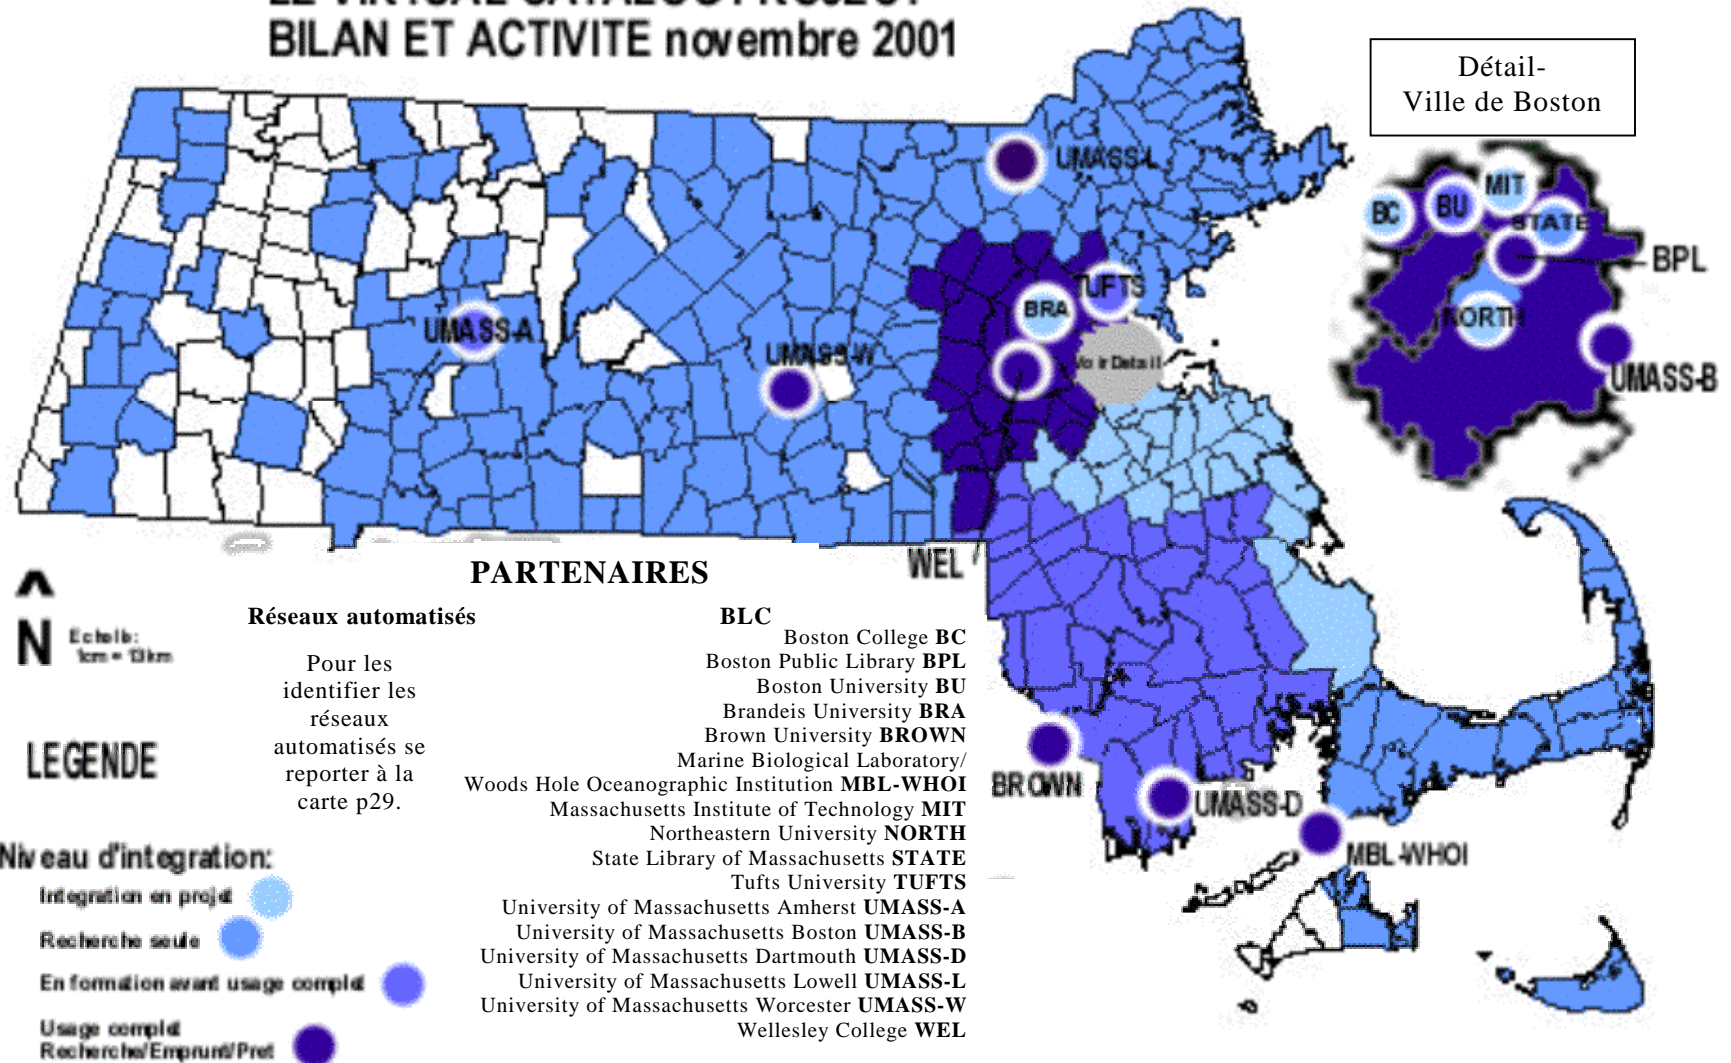 BILAN ET ACTIVITE novembre 2001
Détail-
Ville de Boston
UMASS-L
MIT
BC
BU
STATE
BPL
TUFTS
BRA
NORTH
UMASS-A
UMASS-W
Voir Detail
UMASS-B
WEL
PARTENAIRES
N
Echelle:
1cm = 13km
Réseaux automatisés
Pour les
identifier les
réseaux
automatisés se
reporter à la
carte p29.
BLC
Boston College BC
Boston Public Library BPL
Boston University BU
Brandeis University BRA
Brown University BROWN
Marine Biological Laboratory/
Woods Hole Oceanographic Institution MBL-WHOI
Massachusetts Institute of Technology MIT
Northeastern University NORTH
State Library of Massachusetts STATE
Tufts University TUFTS
University of Massachusetts Amherst UMASS-A
University of Massachusetts Boston UMASS-B
University of Massachusetts Dartmouth UMASS-D
University of Massachusetts Lowell UMASS-L
University of Massachusetts Worcester UMASS-W
Wellesley College WEL
BROWN
UMASS-D
MBL-WHOI
LEGENDE
Niveau d'integration:
Integration en projet
Recherche seule
En formation avant usage complet
Usage complet
Recherche/Emprunt/Pret